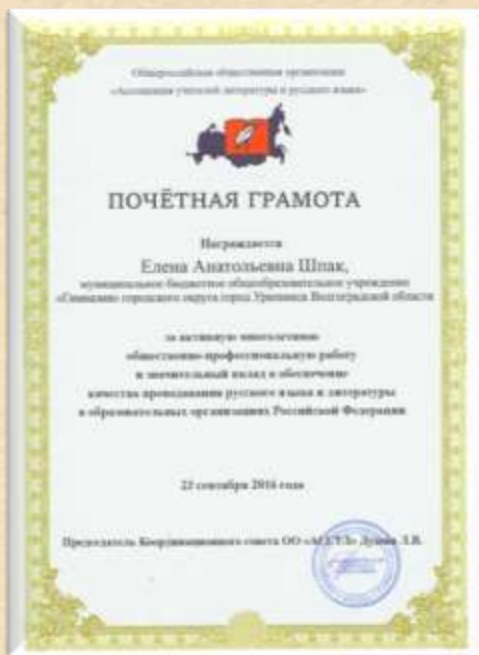 Общероссийская общественная организация
«Ассоциация учителей литературы и русского языка»
ПОЧЁТНАЯ ГРАМОТА
Награждается
Елена Анатольевна Шпак,
муниципальное бюджетное общеобразовательное учреждение
«Гимназия» городского округа город Урюпинск Волгоградской области
за активную многолетнюю
общественно-профессиональную работу
и значительный вклад в обеспечение
качества преподавания русского языка и литературы
в образовательных организациях Российской Федерации
23 сентября 2016 года
Председатель Координационного совета ОО Л.В.